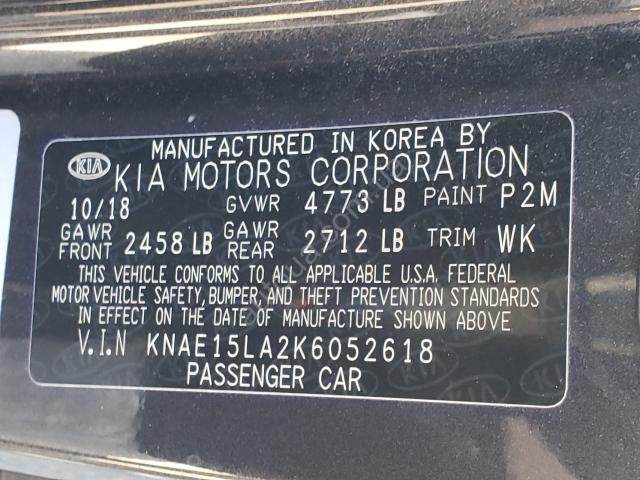 MANUFACTURED IN KOREA BY
KIA KIA MOTORS CORPORATION
10/18 GVWR 4773 LB PAINT P2M
GAWR FRONT 2458 LB GAWR REAR 2712 LB TRIM WK
THIS VEHICLE CONFORMS TO ALL APPLICABLE U.S.A. FEDERAL
MOTOR VEHICLE SAFETY, BUMPER, AND THEFT PREVENTION STANDARDS
IN EFFECT ON THE DATE OF MANUFACTURE SHOWN ABOVE
V.I.N KNAE15LA2K6052618
PASSENGER CAR